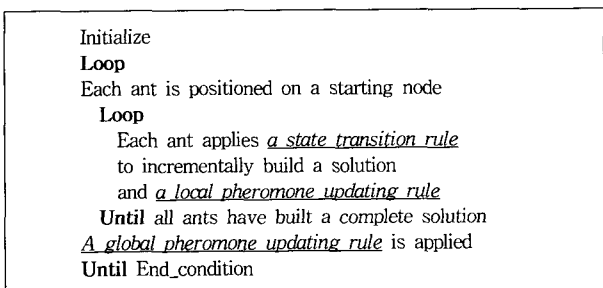 Initialize
Loop
Each ant is positioned on a starting node
Loop
Each ant applies a state transition rule
to incrementally build a solution
and a local pheromone updating rule
Until all ants have built a complete solution
A global pheromone updating rule is applied
Until End_condition